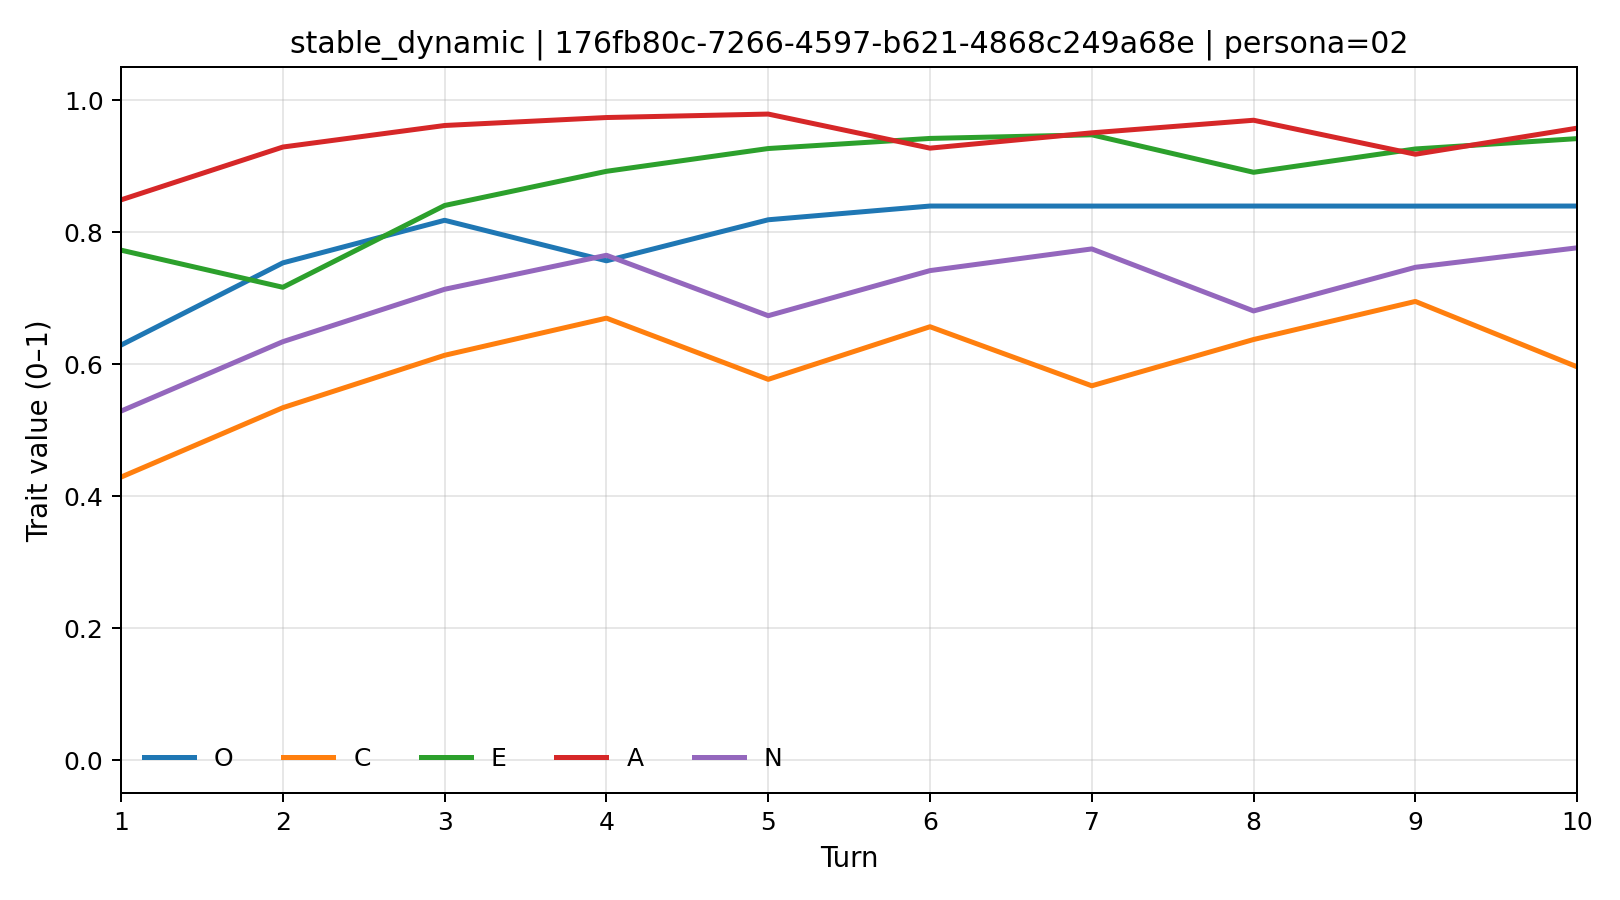 stable_dynamic | 176fb80c-7266-4597-b621-4868c249a68e | persona=02
Trait value (0–1)
1.0
0.8
0.6
0.4
0.2
0.0
O C E A N
1 2 3 4 5 6 7 8 9 10
Turn